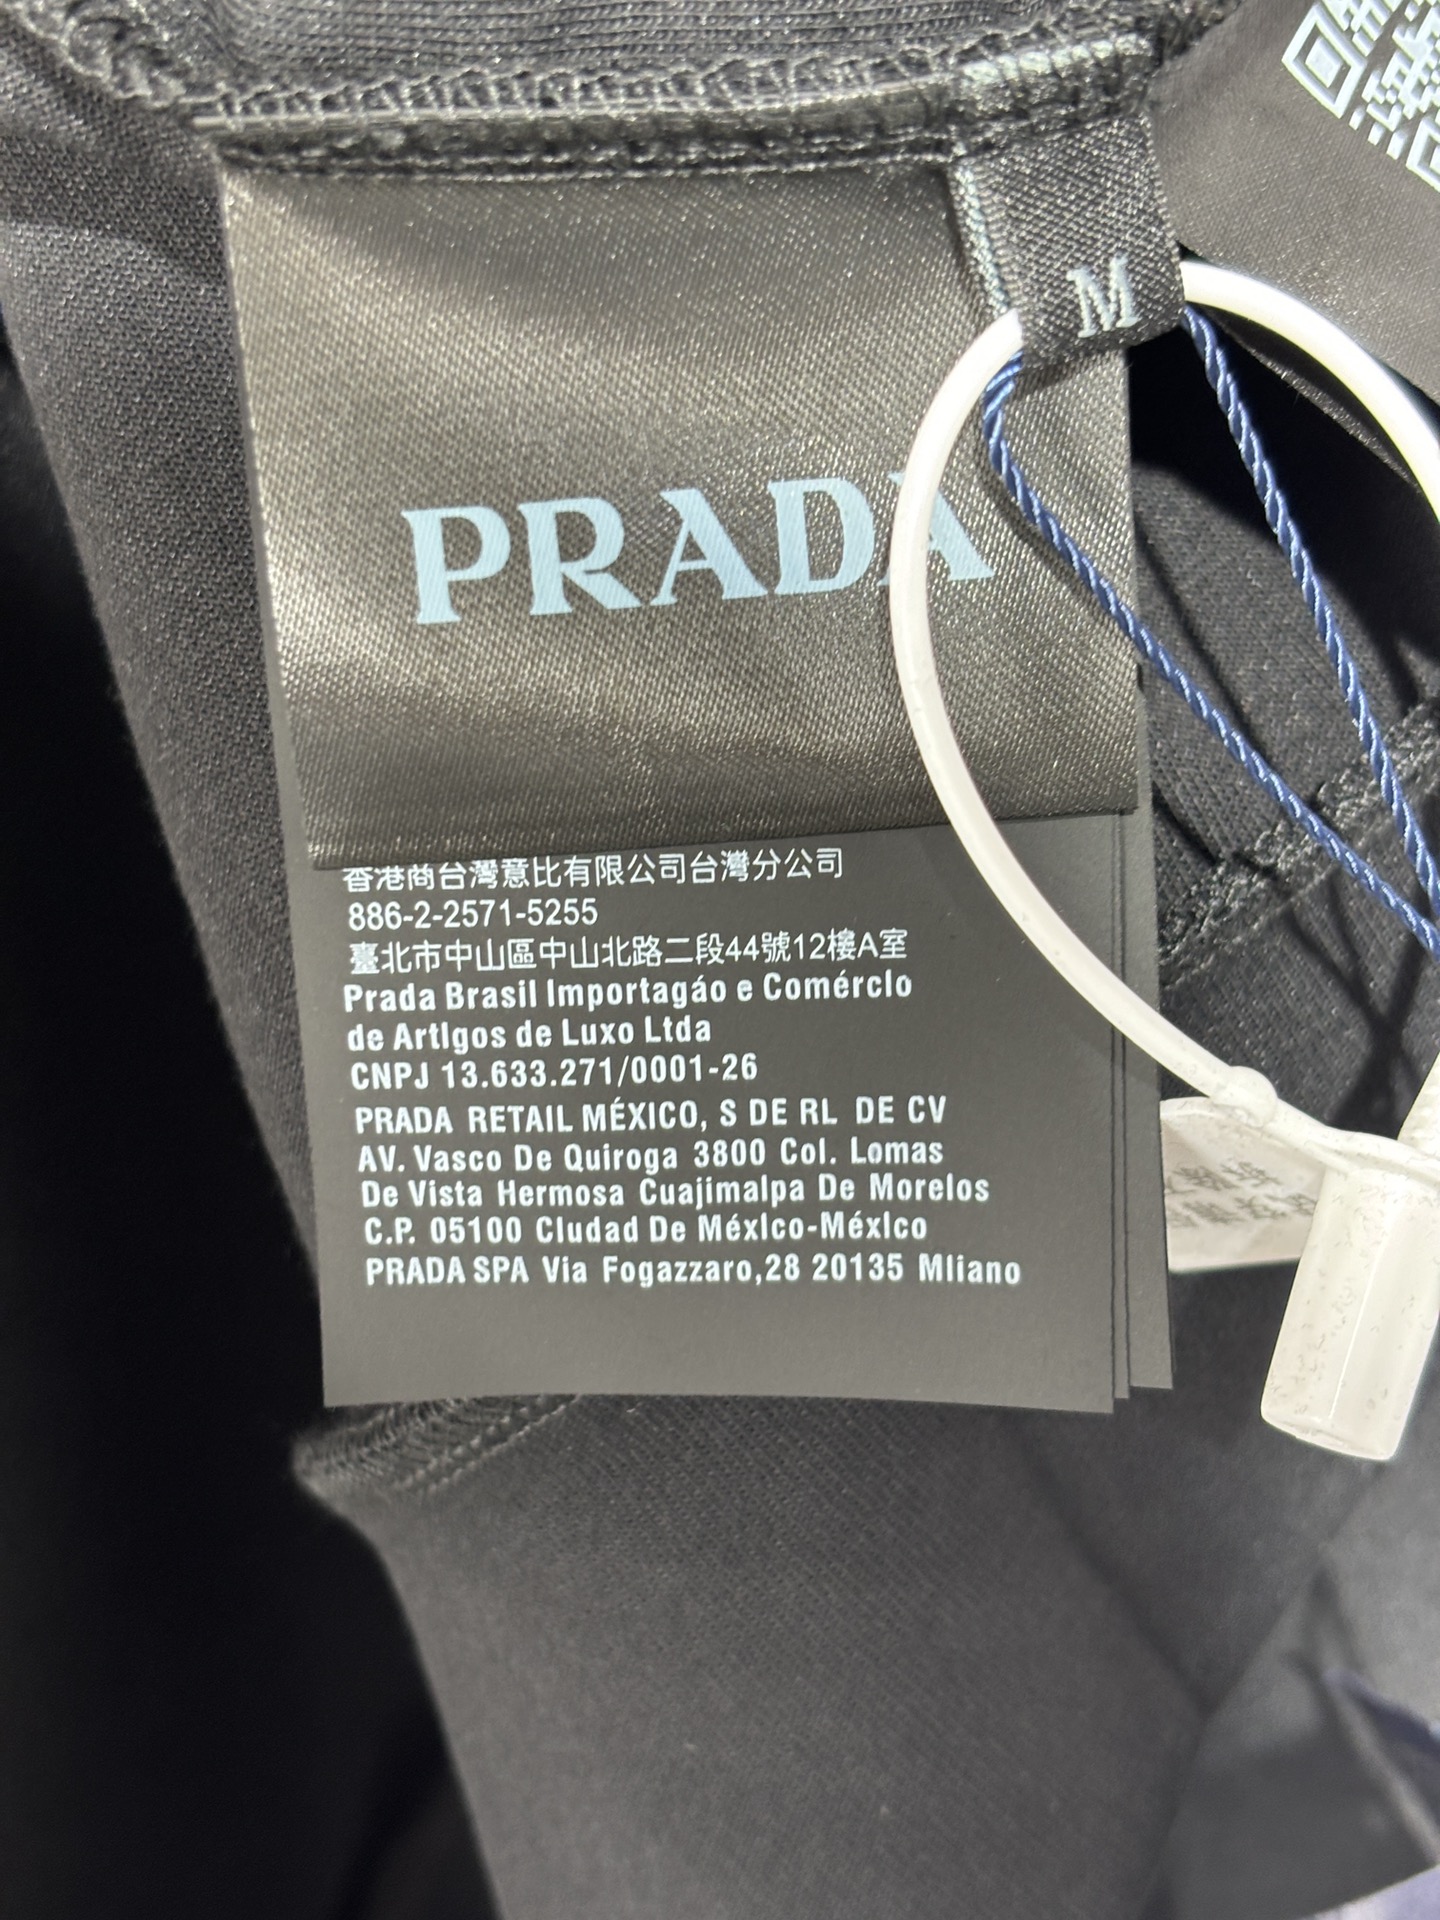 M
PRADA
香港商台灣意比有限公司台灣分公司
886-2-2571-5255
臺北市中山區中山北路二段44號12樓A室
Prada Brasil Importagáo e Comérclo
de Artlgos de Luxo Ltda
CNPJ 13.633.271/0001-26
PRADA RETAIL MÉXICO, S DE RL DE CV
AV. Vasco De Quiroga 3800 Col. Lomas
De Vista Hermosa Cuajimalpa De Morelos
C.P. 05100 Cludad De Méxlco-Méxlco
PRADA SPA Via Fogazzaro,28 20135 Mliano